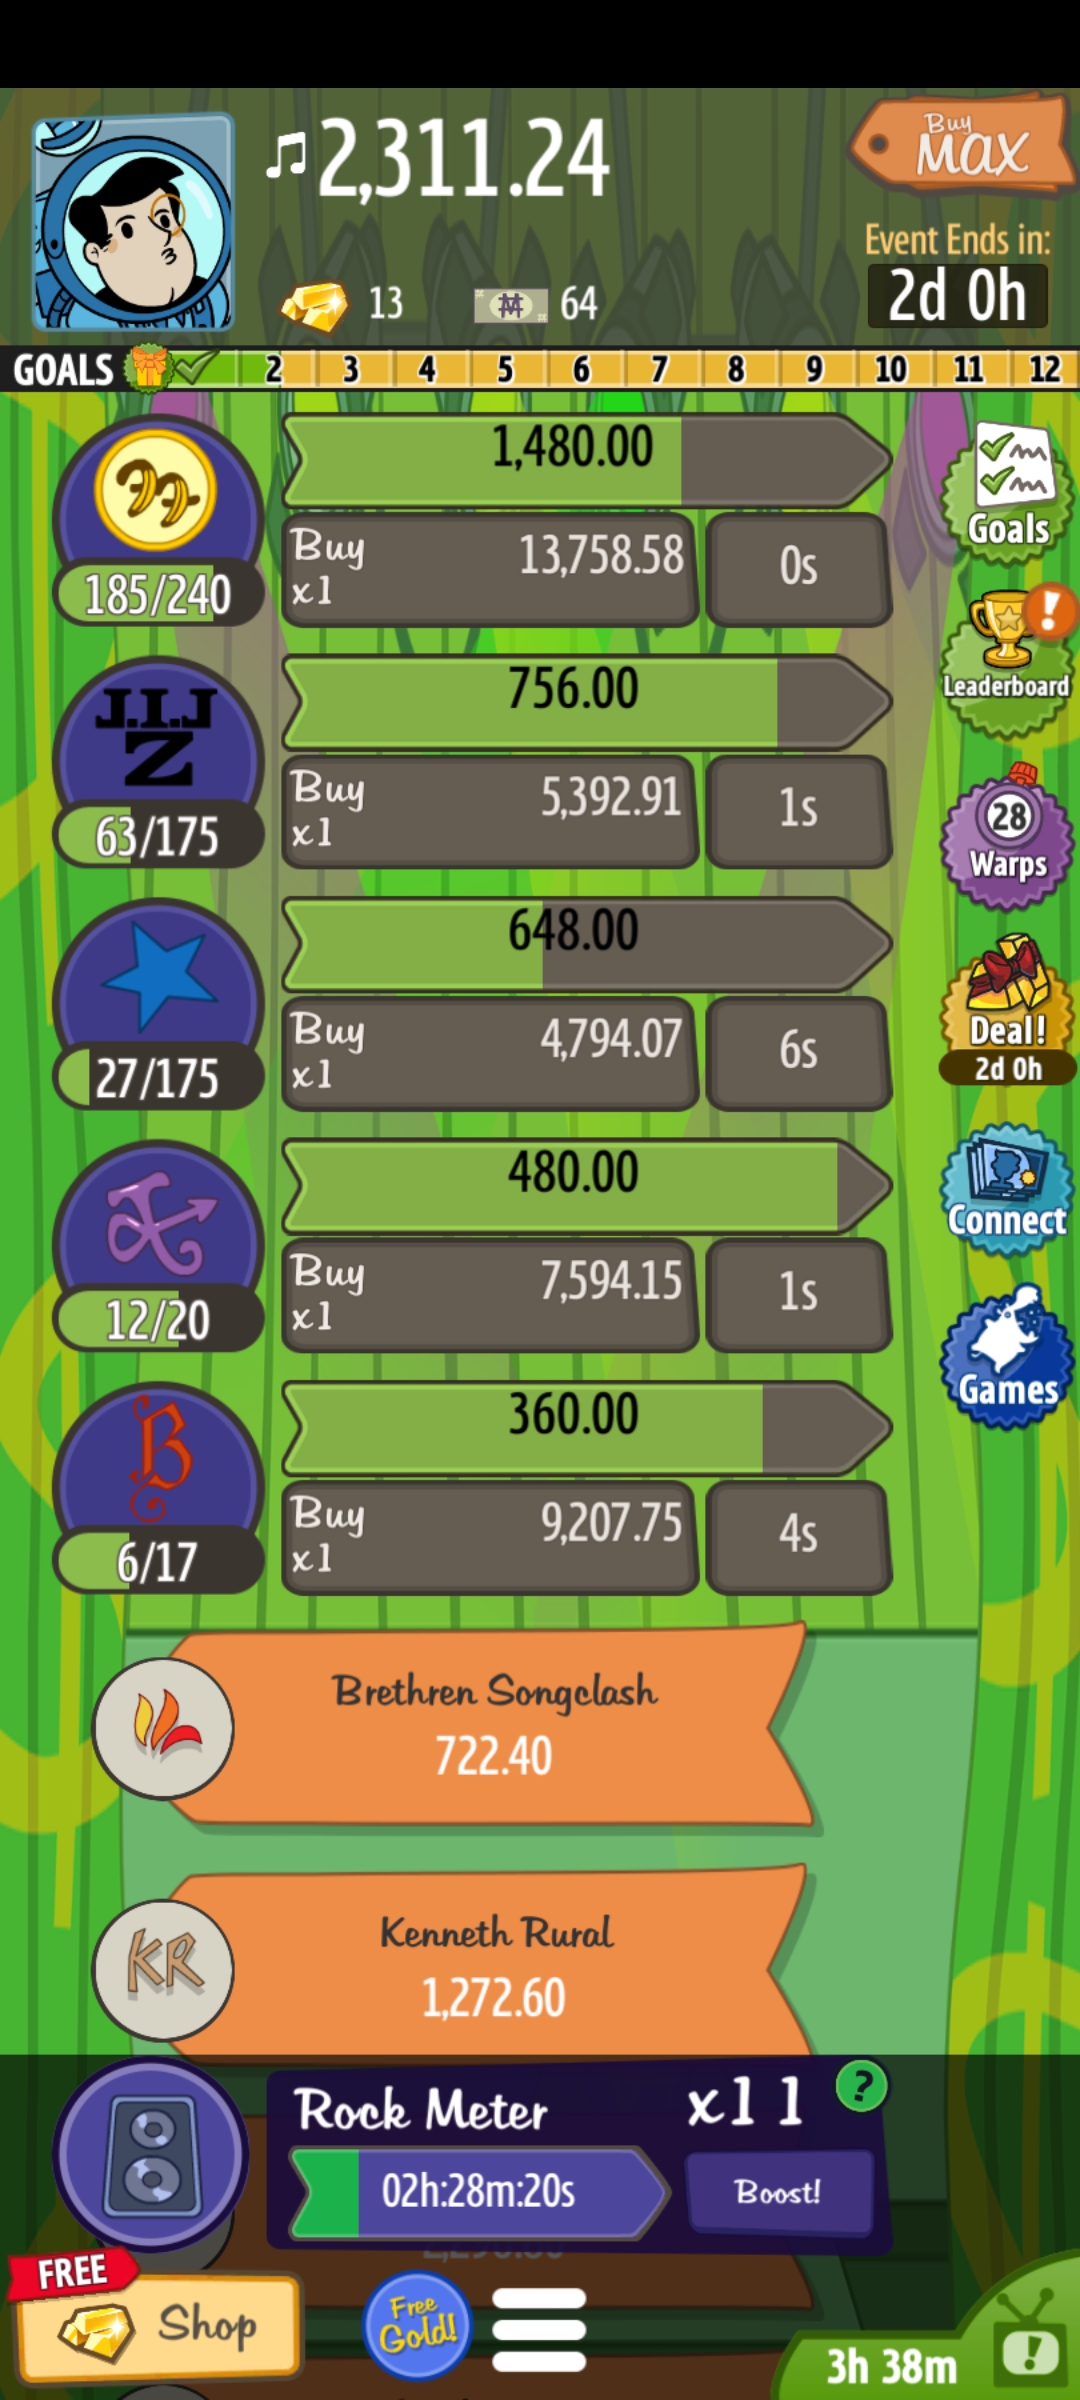 2,311.24
Buy
MAX
Event Ends in:
2d 0h
13
64
GOALS 2 3 4 5 6 7 8 9 10 11 12
1,480.00
185/240
Buy
x1
13,758.58
0s
Goals
J.I.J
Z
756.00
63/175
Buy
x1
5,392.91
1s
!
Leaderboard
28
Warps
648.00
27/175
Buy
x1
4,794.07
6s
Deal!
2d 0h
480.00
12/20
Buy
x1
7,594.15
1s
Connect
B
360.00
6/17
Buy
x1
9,207.75
4s
Games
Brethren Songclash
722.40
KR
Kenneth Rural
1,272.60
Rock Meter
x11
?
02h:28m:20s
Boost!
FREE
Shop
Free
Gold!
3h 38m
!